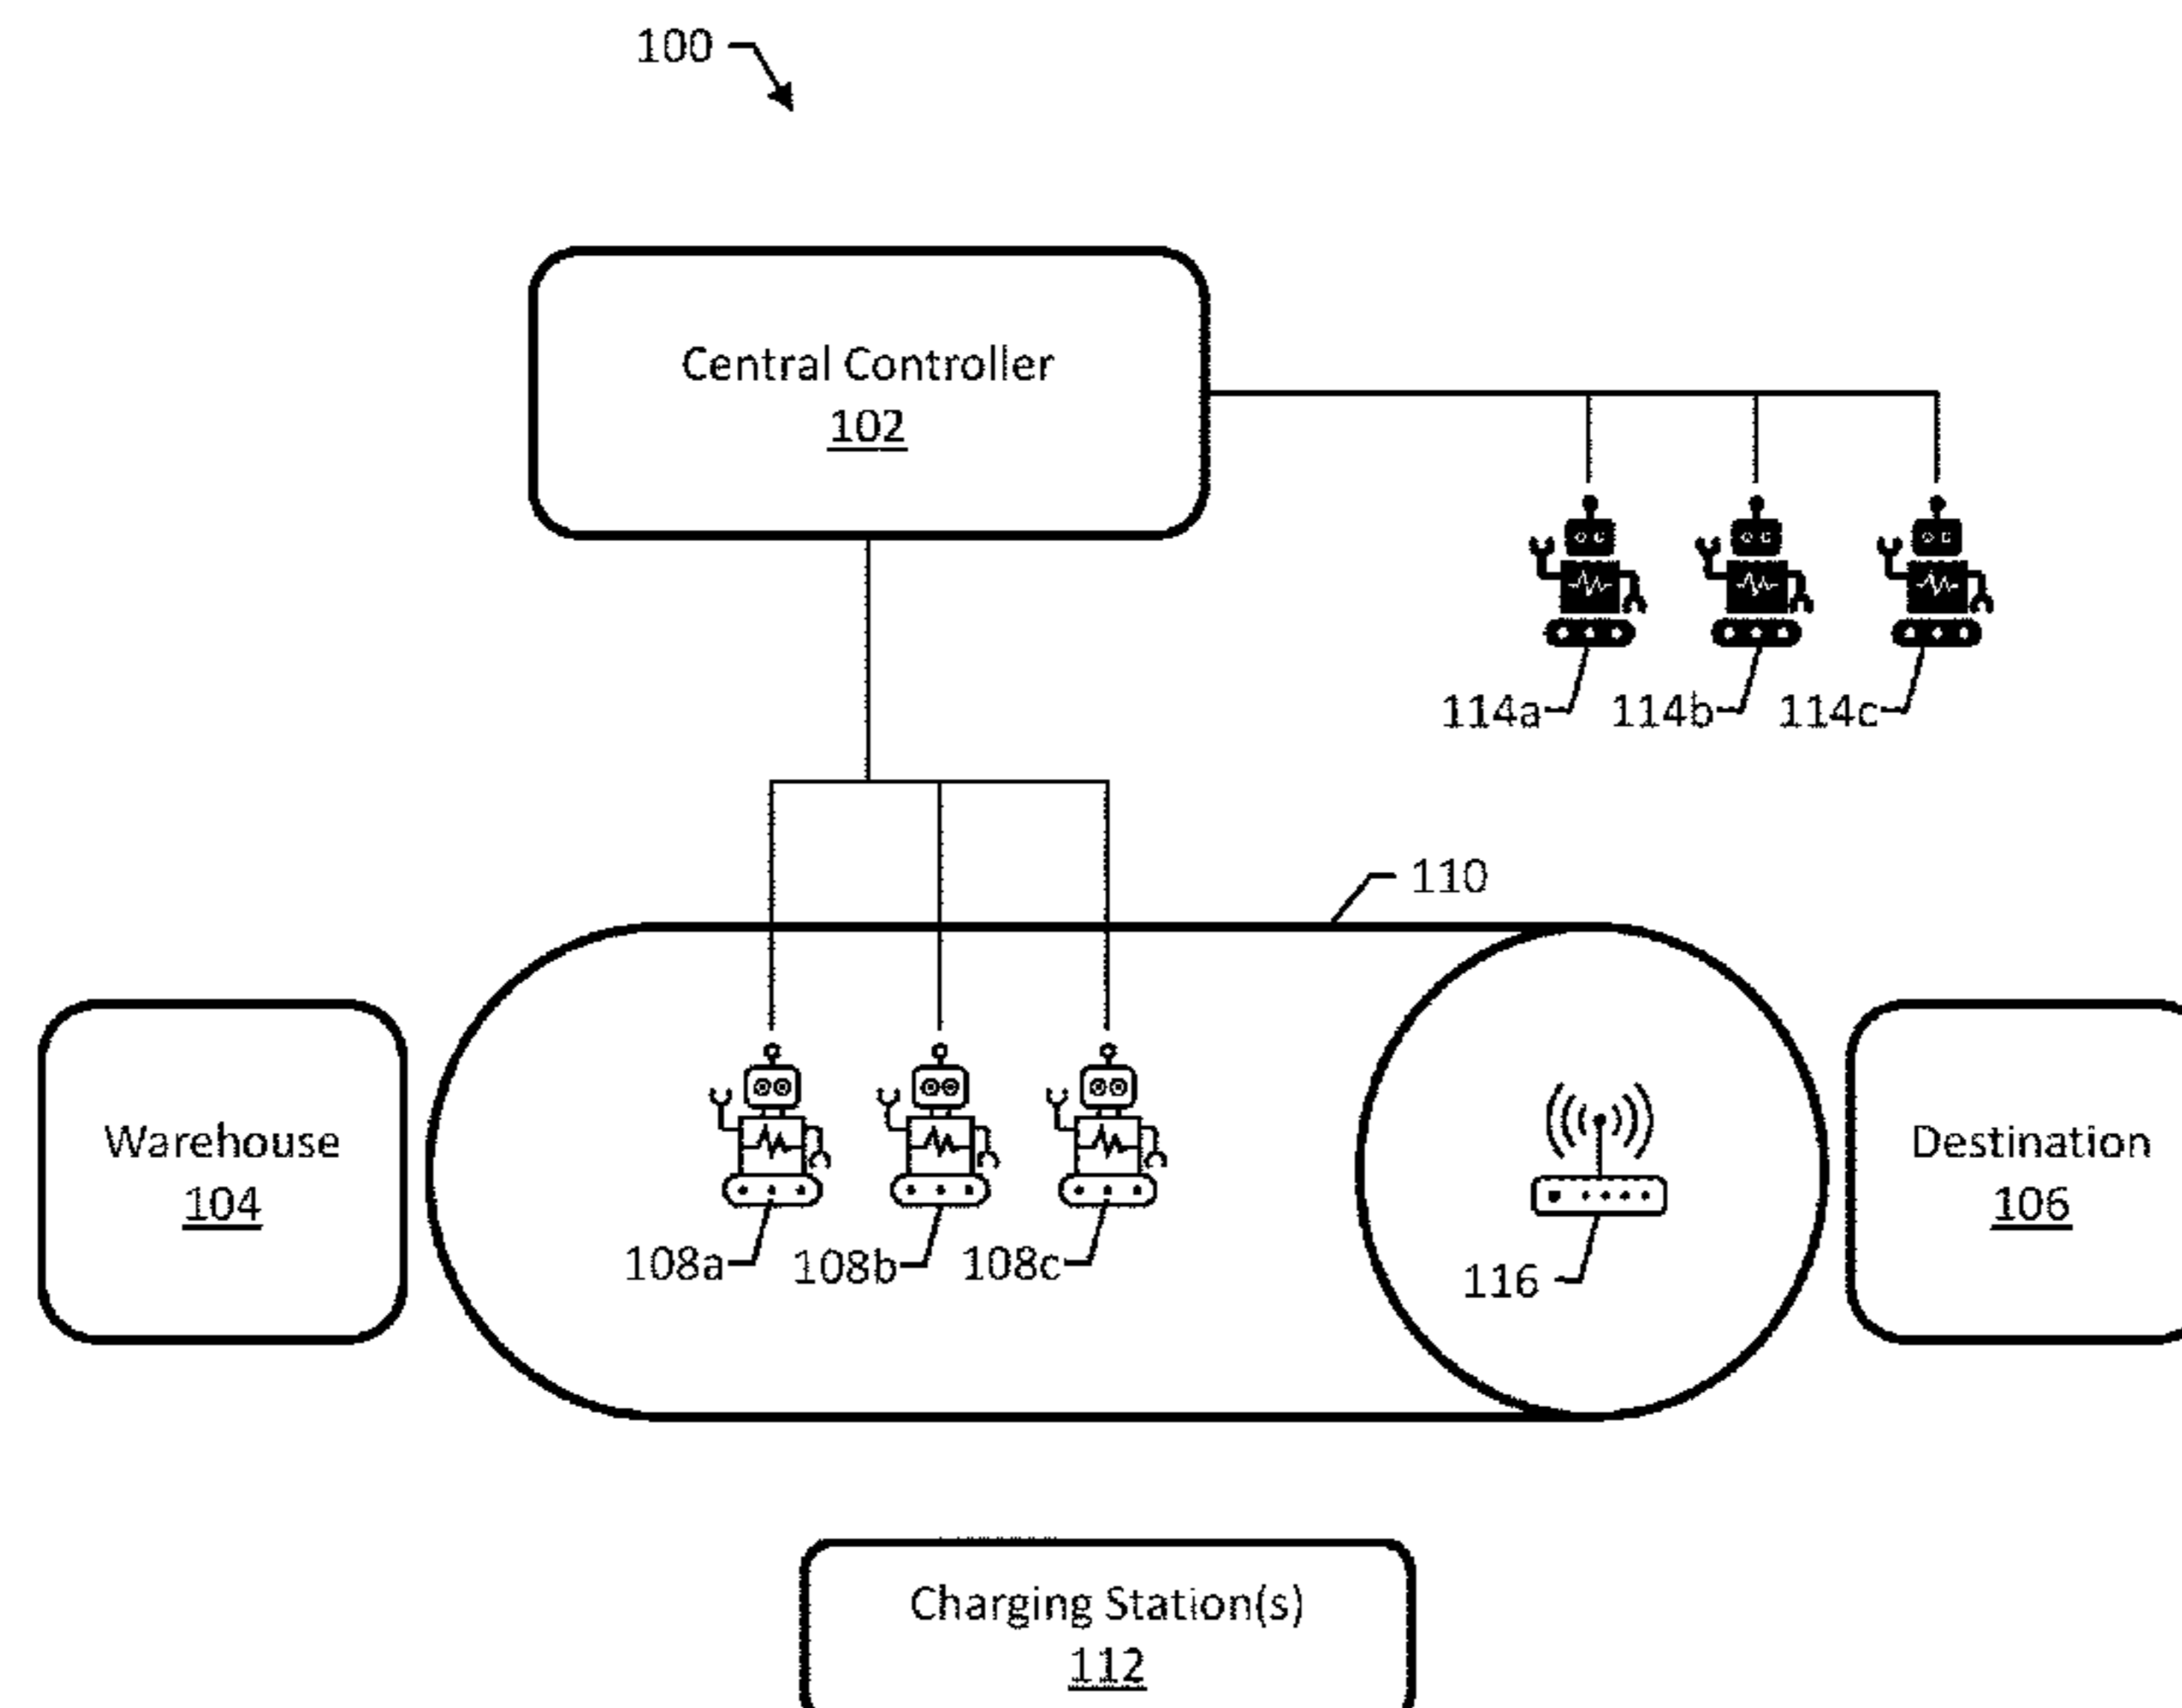 100
Central Controller
102
114a 114b 114c
110
Warehouse
104
108a 108b 108c
116
Destination
106
Charging Station(s)
112